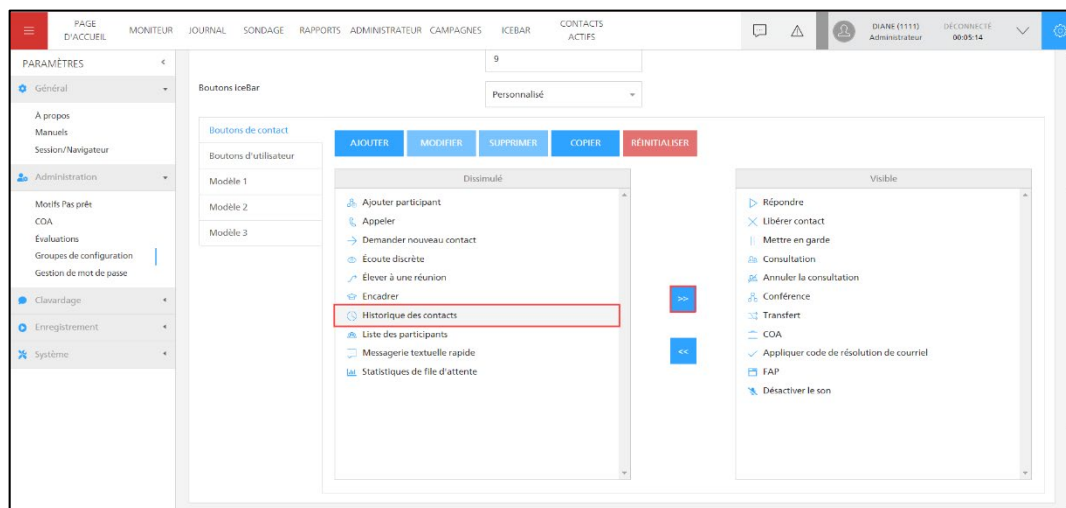 PAGE D'ACCUEIL
MONITEUR
JOURNAL
SONDAGE
RAPPORTS
ADMINISTRATEUR
CAMPAGNES
ICEBAR
CONTACTS ACTIFS
DIANE (1111)
Administrateur
DÉCONNECTÉ
00:05:14
PARAMÈTRES
Général
À propos
Manuels
Session/Navigateur
Administration
Motifs Pas prêt
COA
Évaluations
Groupes de configuration
Gestion de mot de passe
Clavardage
Enregistrement
Système
9
Boutons iceBar
Personnalisé
Boutons de contact
Boutons d'utilisateur
Modèle 1
Modèle 2
Modèle 3
AJOUTER
MODIFIER
SUPPRIMER
COPIER
RÉINITIALISER
Dissimulé
Ajouter participant
Appeler
Demander nouveau contact
Écoute discrète
Élever à une réunion
Encadrer
Historique des contacts
Liste des participants
Messagerie textuelle rapide
Statistiques de file d'attente
>>
<<
Visible
Répondre
Libérer contact
Mettre en garde
Consultation
Annuler la consultation
Conférence
Transfert
COA
Appliquer code de résolution de courriel
FAP
Désactiver le son